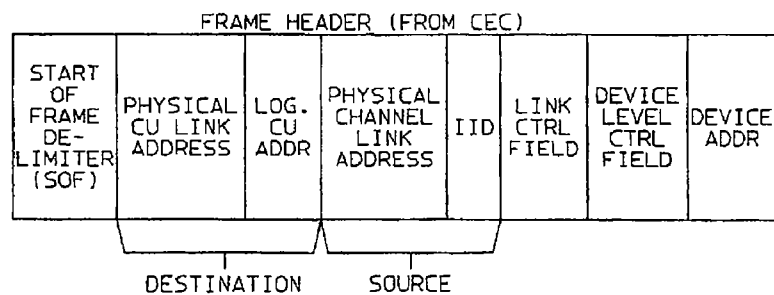 FRAME HEADER (FROM CEC)
START
OF
FRAME
DE-
LIMITER
(SOF)
PHYSICAL
CU LINK
ADDRESS
LOG.
CU
ADDR
PHYSICAL
CHANNEL
LINK
ADDRESS
IID
LINK
CTRL
FIELD
DEVICE
LEVEL
CTRL
FIELD
DEVICE
ADDR
DESTINATION
SOURCE